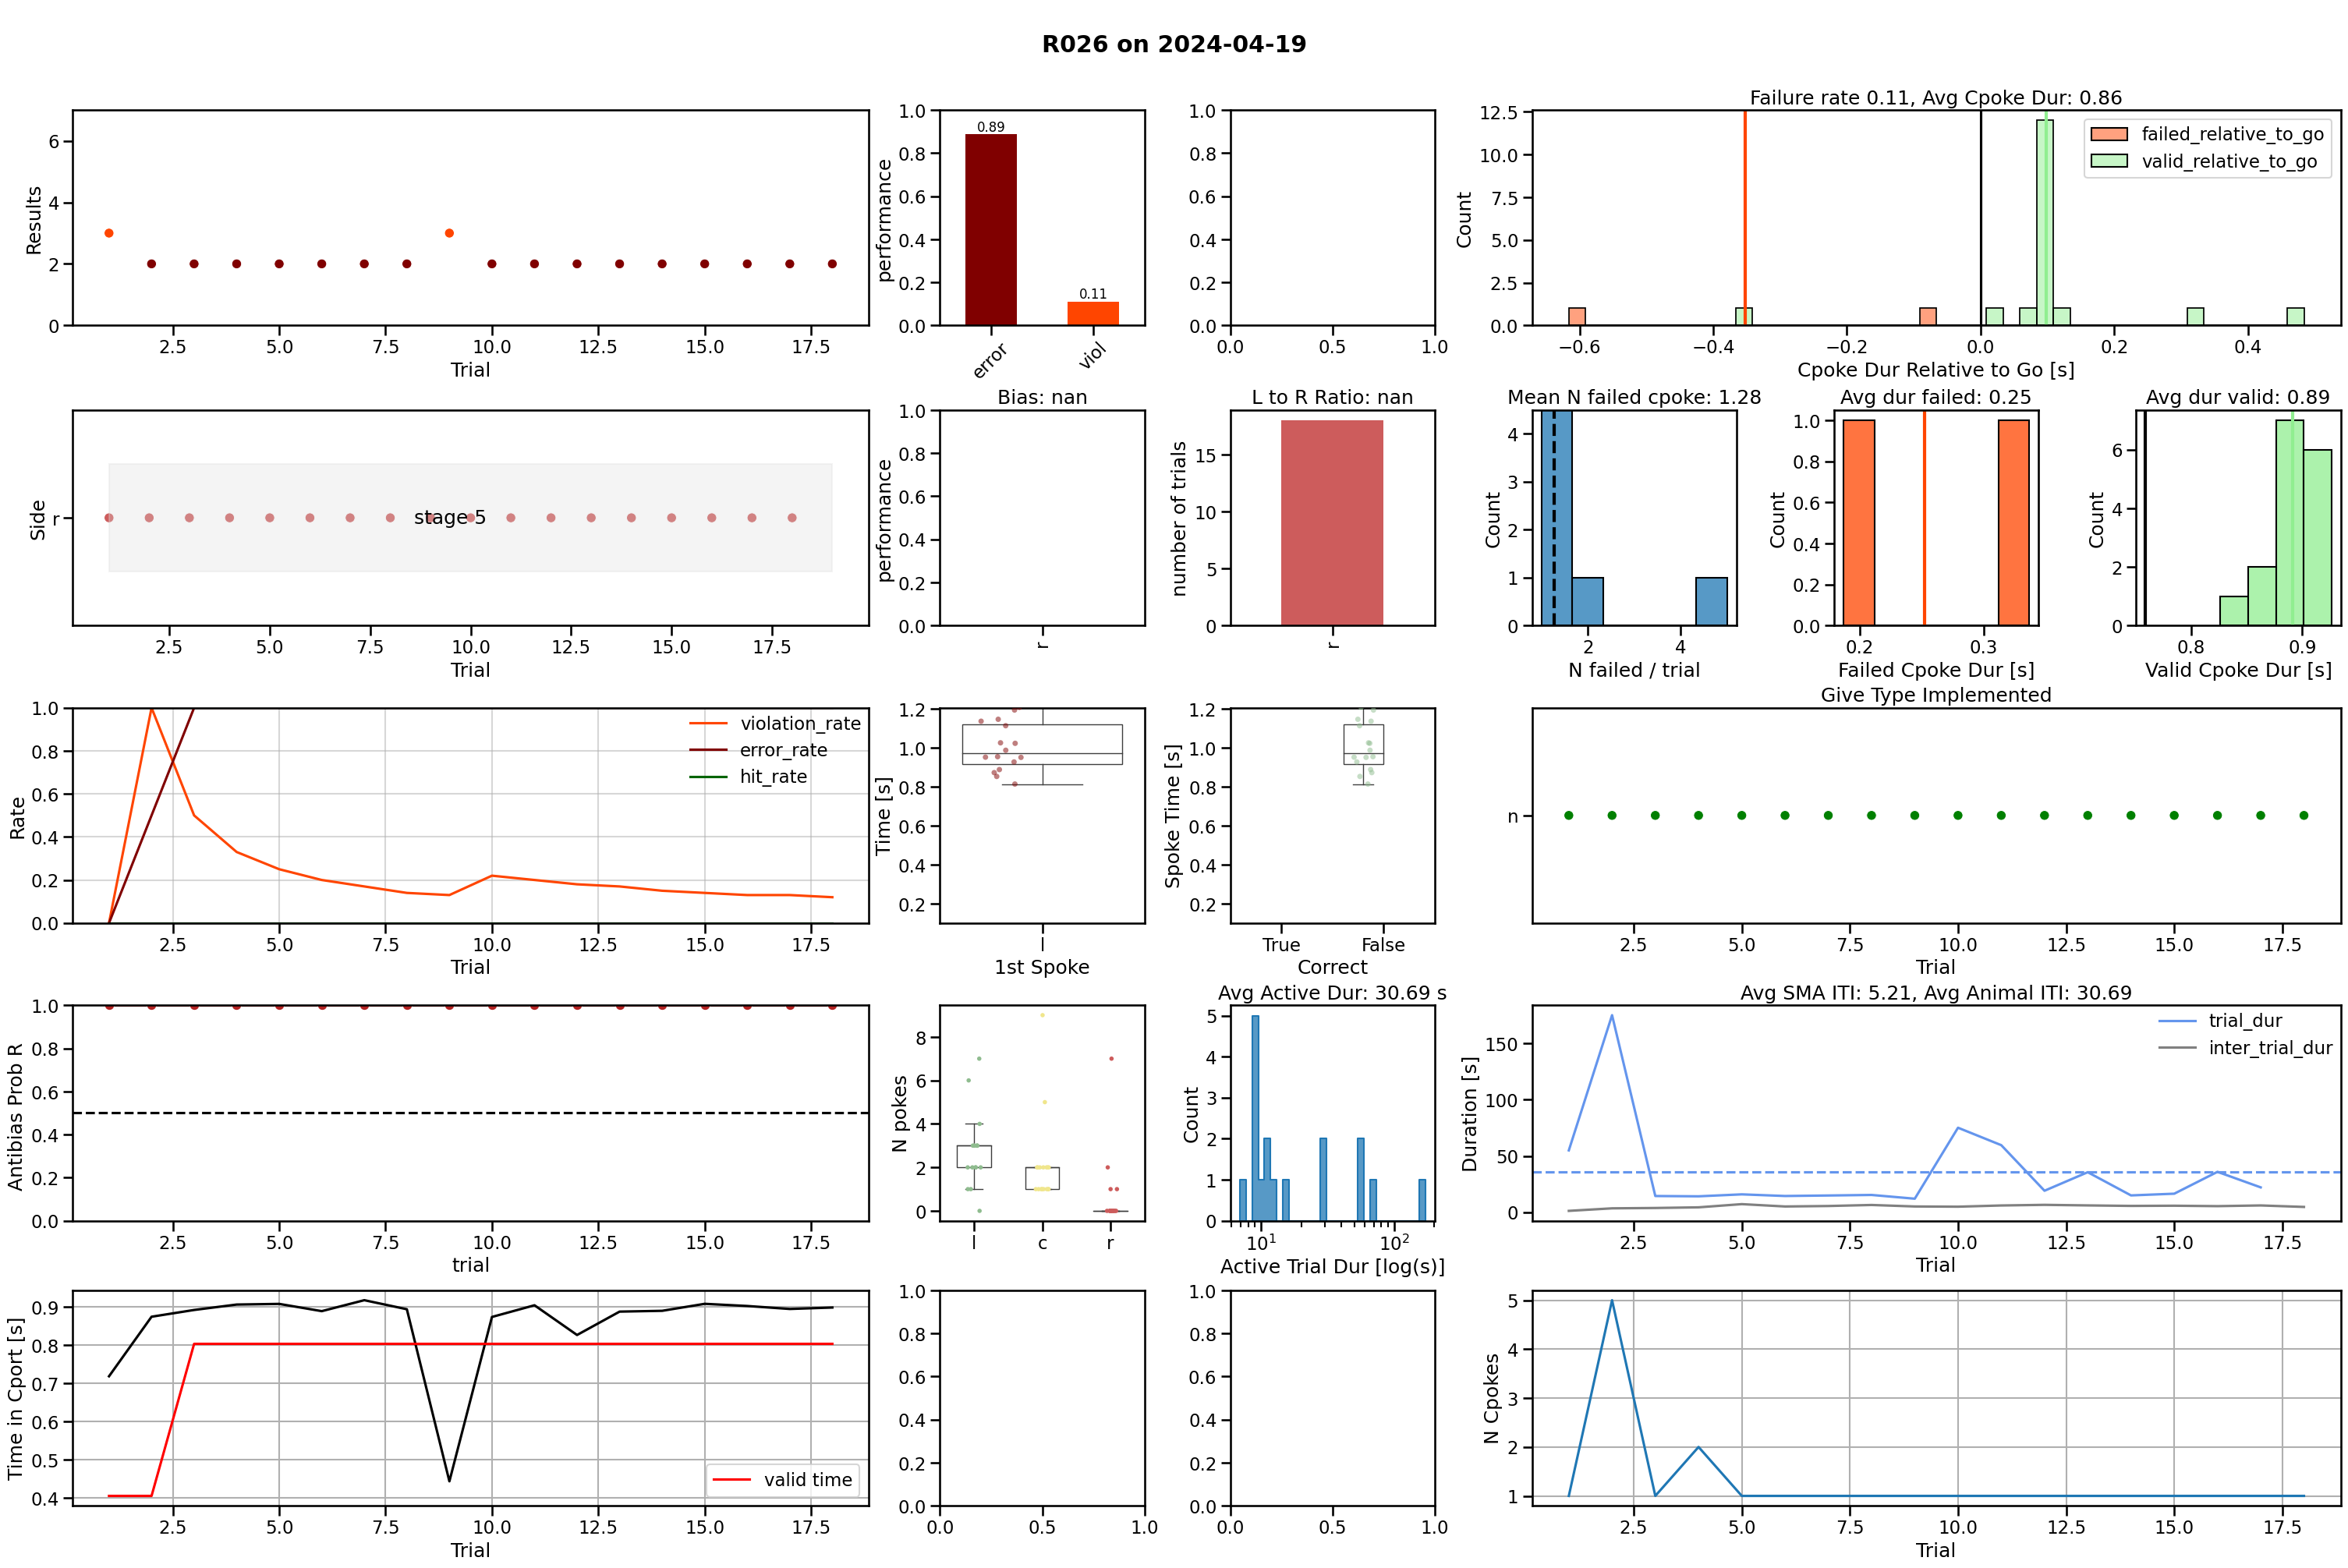 R026 on 2024-04-19
Results
6
4
2
0
2.5 5.0 7.5 10.0 12.5 15.0 17.5
Trial
performance
1.0
0.8
0.6
0.4
0.2
0.0
0.89
0.11
error viol
1.0
0.8
0.6
0.4
0.2
0.0
0.0 0.5 1.0
Failure rate 0.11, Avg Cpoke Dur: 0.86
Count
12.5
10.0
7.5
5.0
2.5
0.0
failed_relative_to_go
valid_relative_to_go
−0.6 −0.4 −0.2 0.0 0.2 0.4
Cpoke Dur Relative to Go [s]
Side
r
stage 5
2.5 5.0 7.5 10.0 12.5 15.0 17.5
Trial
Bias: nan
performance
1.0
0.8
0.6
0.4
0.2
0.0
r
L to R Ratio: nan
number of trials
15
10
5
0
r
Mean N failed cpoke: 1.28
Count
4
3
2
1
0
2 4
N failed / trial
Avg dur failed: 0.25
Count
1.0
0.8
0.6
0.4
0.2
0.0
0.2 0.3
Failed Cpoke Dur [s]
Avg dur valid: 0.89
Count
6
4
2
0
0.8 0.9
Valid Cpoke Dur [s]
Rate
1.0
0.8
0.6
0.4
0.2
0.0
violation_rate
error_rate
hit_rate
2.5 5.0 7.5 10.0 12.5 15.0 17.5
Trial
Time [s]
1.2
1.0
0.8
0.6
0.4
0.2
l
1st Spoke
Spoke Time [s]
1.2
1.0
0.8
0.6
0.4
0.2
True False
Correct
Give Type Implemented
n
2.5 5.0 7.5 10.0 12.5 15.0 17.5
Trial
Antibias Prob R
1.0
0.8
0.6
0.4
0.2
0.0
2.5 5.0 7.5 10.0 12.5 15.0 17.5
trial
N pokes
8
6
4
2
0
l c r
Avg Active Dur: 30.69 s
Count
5
4
3
2
1
0
10¹ 10²
Active Trial Dur [log(s)]
Avg SMA ITI: 5.21, Avg Animal ITI: 30.69
Duration [s]
150
100
50
0
trial_dur
inter_trial_dur
2.5 5.0 7.5 10.0 12.5 15.0 17.5
Trial
Time in Cport [s]
0.9
0.8
0.7
0.6
0.5
0.4
valid time
2.5 5.0 7.5 10.0 12.5 15.0 17.5
Trial
1.0
0.8
0.6
0.4
0.2
0.0
0.0 0.5 1.0
1.0
0.8
0.6
0.4
0.2
0.0
0.0 0.5 1.0
N Cpokes
5
4
3
2
1
2.5 5.0 7.5 10.0 12.5 15.0 17.5
Trial